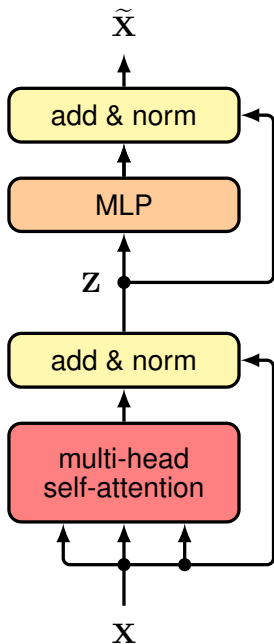 X̃
add & norm
MLP
Z
add & norm
multi-head
self-attention
X